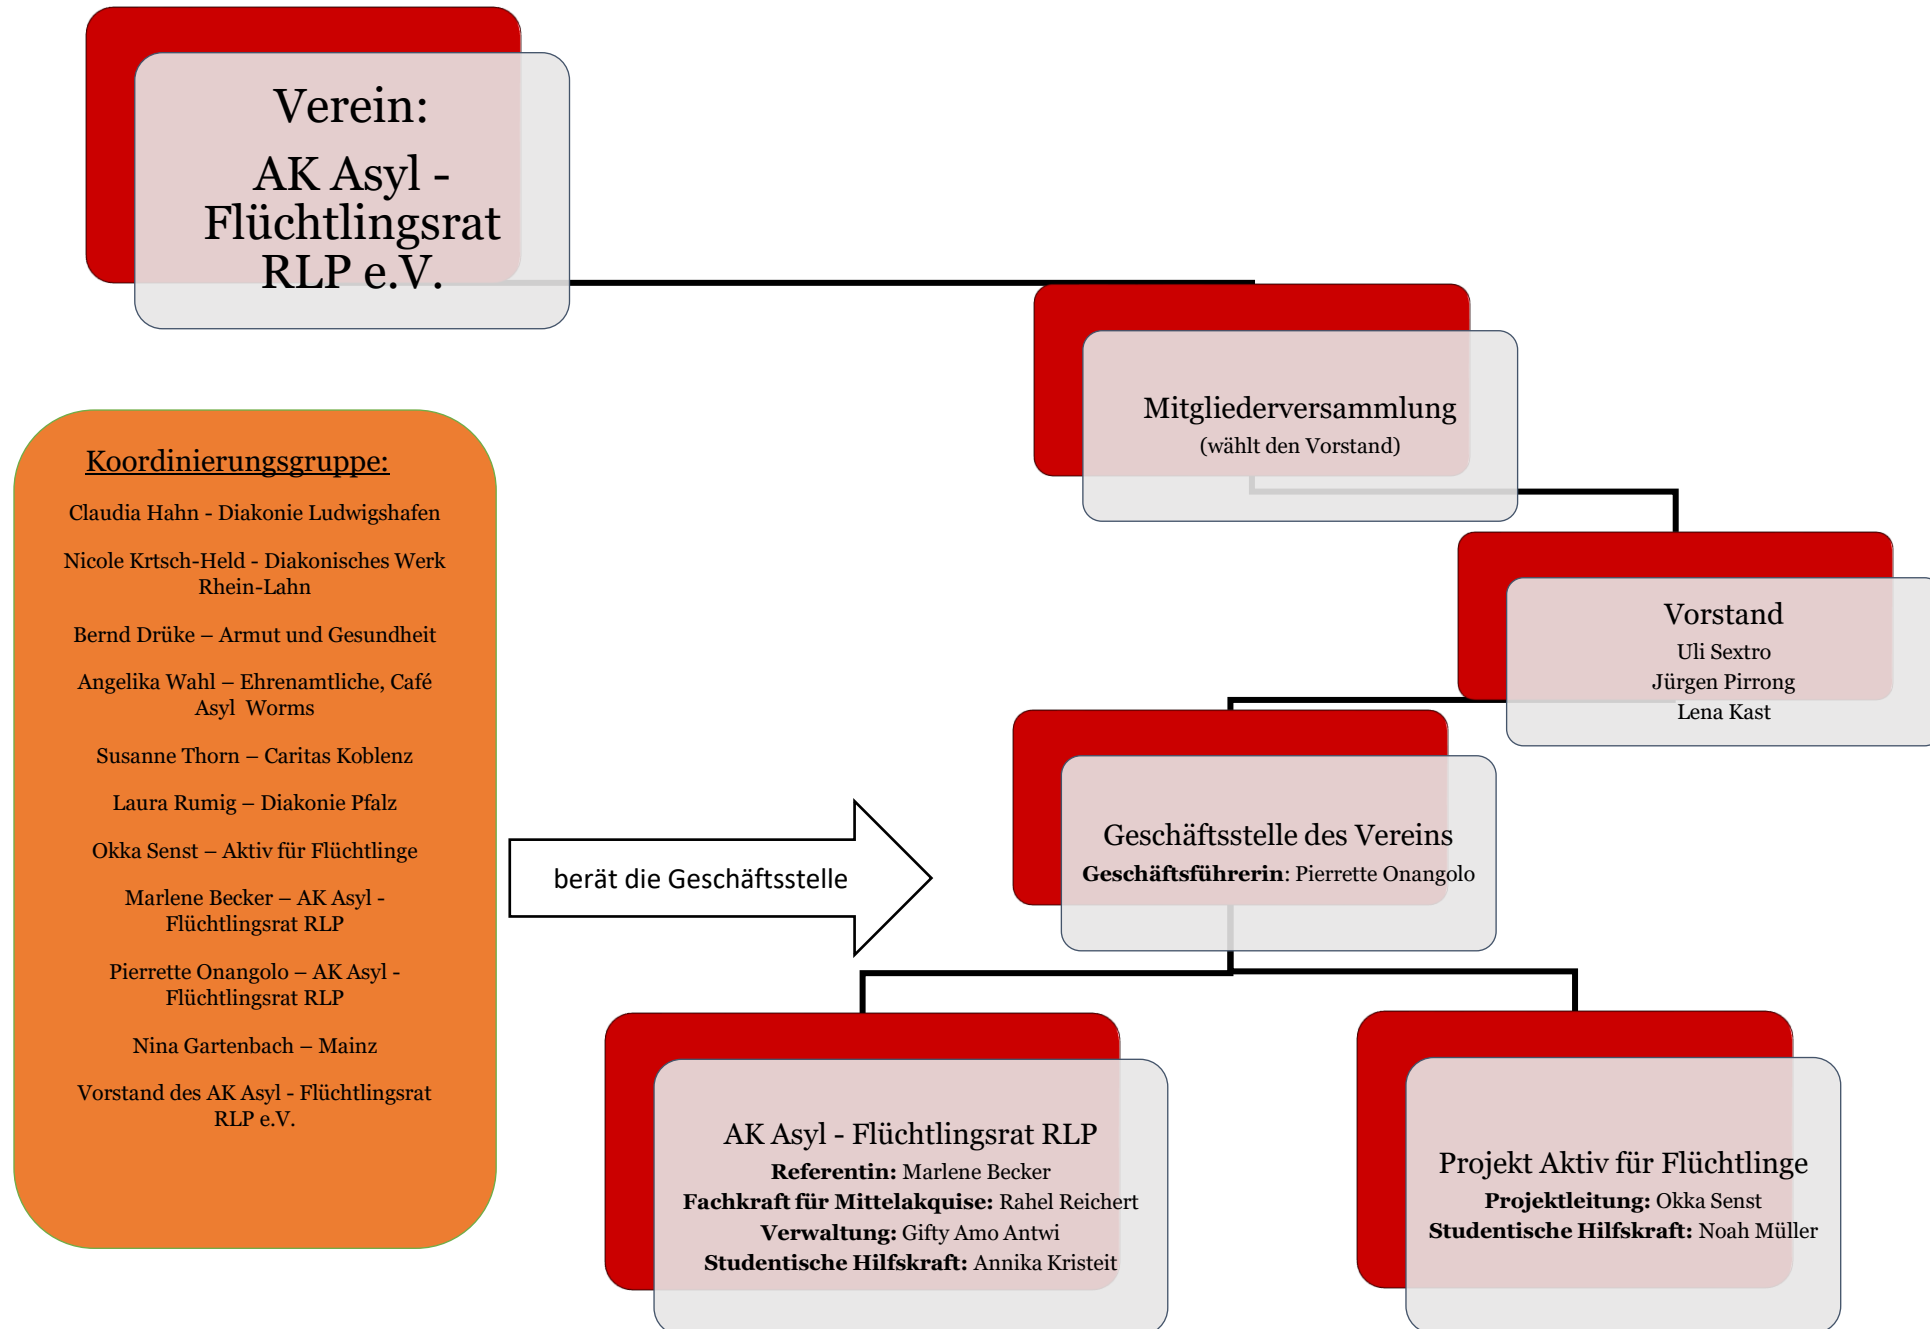 Verein:
AK Asyl -
Flüchtlingsrat
RLP e.V.
Mitgliederversammlung
(wählt den Vorstand)
Vorstand
Uli Sextro
Jürgen Pirrong
Lena Kast
Koordinierungsgruppe:
Claudia Hahn - Diakonie Ludwigshafen
Nicole Krtsch-Held - Diakonisches Werk
Rhein-Lahn
Bernd Drüke – Armut und Gesundheit
Angelika Wahl – Ehrenamtliche, Café
Asyl Worms
Susanne Thorn – Caritas Koblenz
Laura Rumig – Diakonie Pfalz
Okka Senst – Aktiv für Flüchtlinge
Marlene Becker – AK Asyl -
Flüchtlingsrat RLP
Pierrette Onangolo – AK Asyl -
Flüchtlingsrat RLP
Nina Gartenbach – Mainz
Vorstand des AK Asyl - Flüchtlingsrat
RLP e.V.
berät die Geschäftsstelle
Geschäftsstelle des Vereins
Geschäftsführerin: Pierrette Onangolo
AK Asyl - Flüchtlingsrat RLP
Referentin: Marlene Becker
Fachkraft für Mittelakquise: Rahel Reichert
Verwaltung: Gifty Amo Antwi
Studentische Hilfskraft: Annika Kristeit
Projekt Aktiv für Flüchtlinge
Projektleitung: Okka Senst
Studentische Hilfskraft: Noah Müller